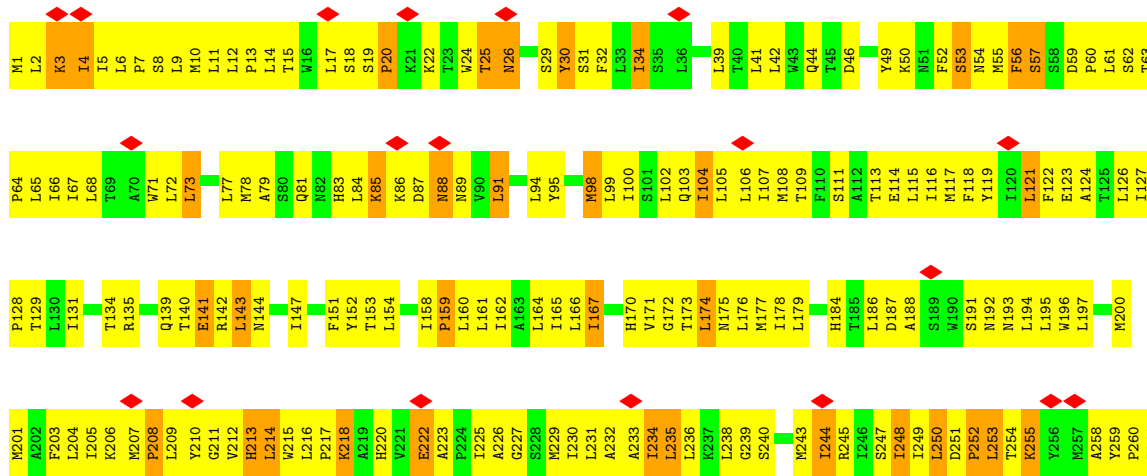 M1 L2 K3 I4 I5 L6 P7 S8 L9 M10 L11 L12 P13 L14 T15 W16 L17 S18 S19 P20 K21 K22 T23 W24 T25 N26 S29 Y30 S31 F32 L33 I34 S35 L36 L39 T40 L41 L42 W43 Q44 T45 D46 Y49 K50 N51 F52 S53 N54 M55 F56 S57 S58 D59 P60 L61 S62 T63
P64 L65 I66 I67 L68 T69 A70 W71 L72 L73 L77 M78 A79 S80 Q81 N82 H83 L84 K85 K86 D87 N88 N89 V90 L91 L94 Y95 M98 L99 I100 S101 L102 Q103 I104 L105 L106 I107 M108 T109 F110 S111 A112 T113 E114 L115 I116 M117 F118 Y119 I120 L121 F122 E123 A124 T125 L126 I127
P128 T129 L130 I131 T134 R135 Q139 T140 E141 R142 L143 N144 I147 F151 Y152 T153 L154 I158 P159 L160 L161 I162 A163 L164 I165 L166 I167 H170 V171 G172 T173 L174 N175 L176 M177 I178 L179 H184 T185 L186 D187 A188 S189 W190 S191 N192 N193 L194 L195 W196 L197 M200
M201 A202 F203 L204 I205 K206 M207 P208 L209 Y210 G211 V212 H213 L214 W215 L216 P217 K218 A219 H220 V221 E222 A223 P224 I225 A226 G227 S228 M229 I230 L231 A232 A233 I234 L235 L236 K237 L238 G239 S240 M243 I244 R245 I246 S247 I248 I249 L250 D251 P252 L253 T254 K255 Y256 M257 A258 Y259 P260